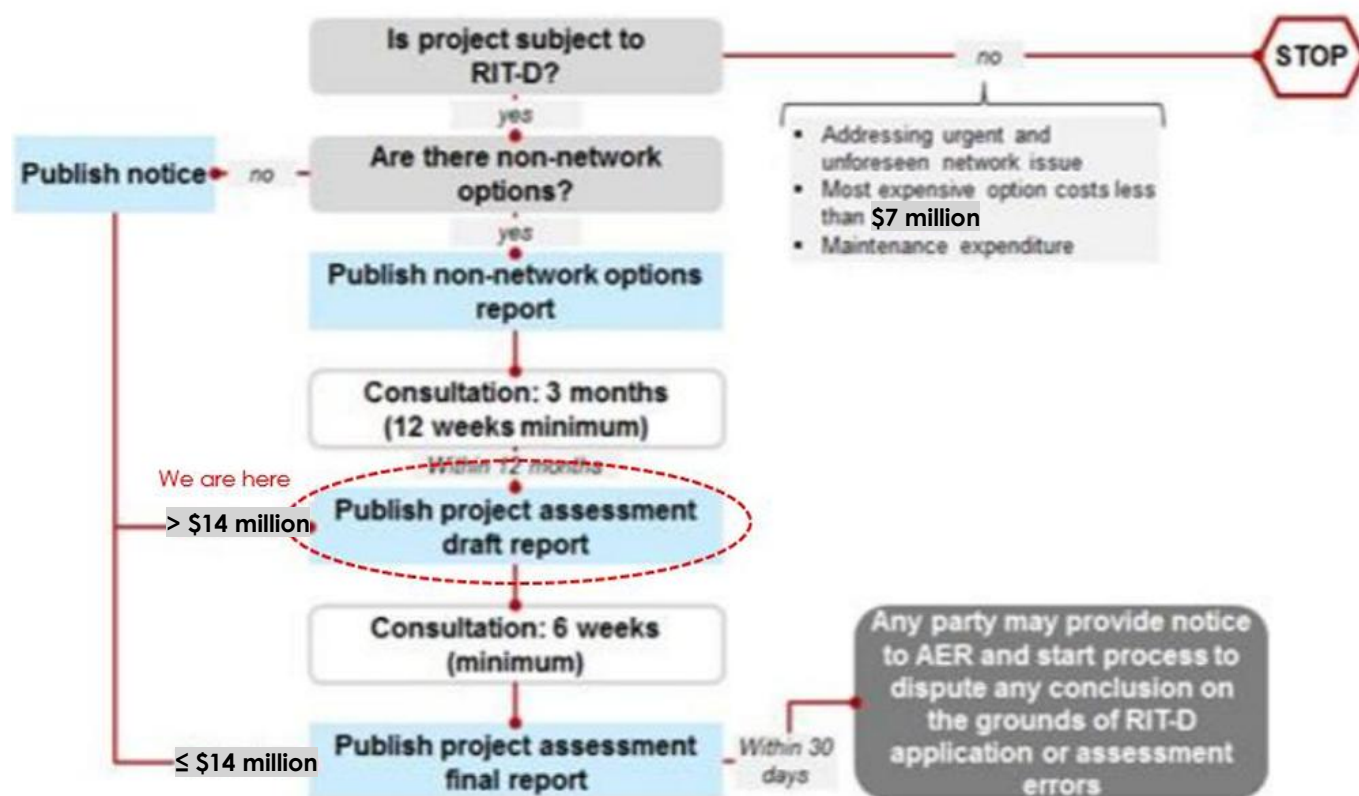 Is project subject to
RIT-D?
no
STOP
yes
▪ Addressing urgent and
unforeseen network issue
▪ Most expensive option costs less
than $7 million
▪ Maintenance expenditure
Publish notice
no
Are there non-network
options?
yes
Publish non-network options
report
Consultation: 3 months
(12 weeks minimum)
Within 12 months
We are here
> $14 million
Publish project assessment
draft report
Consultation: 6 weeks
(minimum)
≤ $14 million
Publish project assessment
final report
Within 30
days
Any party may provide notice
to AER and start process to
dispute any conclusion on
the grounds of RIT-D
application or assessment
errors